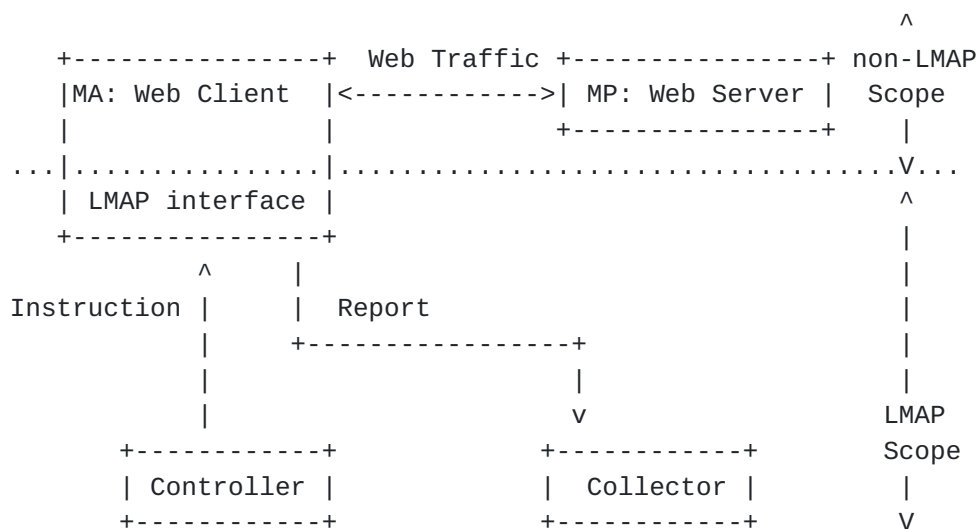 ^
+----------------+ Web Traffic +----------------+ non-LMAP
|MA: Web Client |<------------>| MP: Web Server | Scope
| | +----------------+ |
...|................|.....................................V...
| LMAP interface | ^
+----------------+ |
^ | |
Instruction | | Report |
| +-----------------+ |
| | |
| v LMAP
+------------+ +------------+ Scope
| Controller | | Collector | |
+------------+ +------------+ V